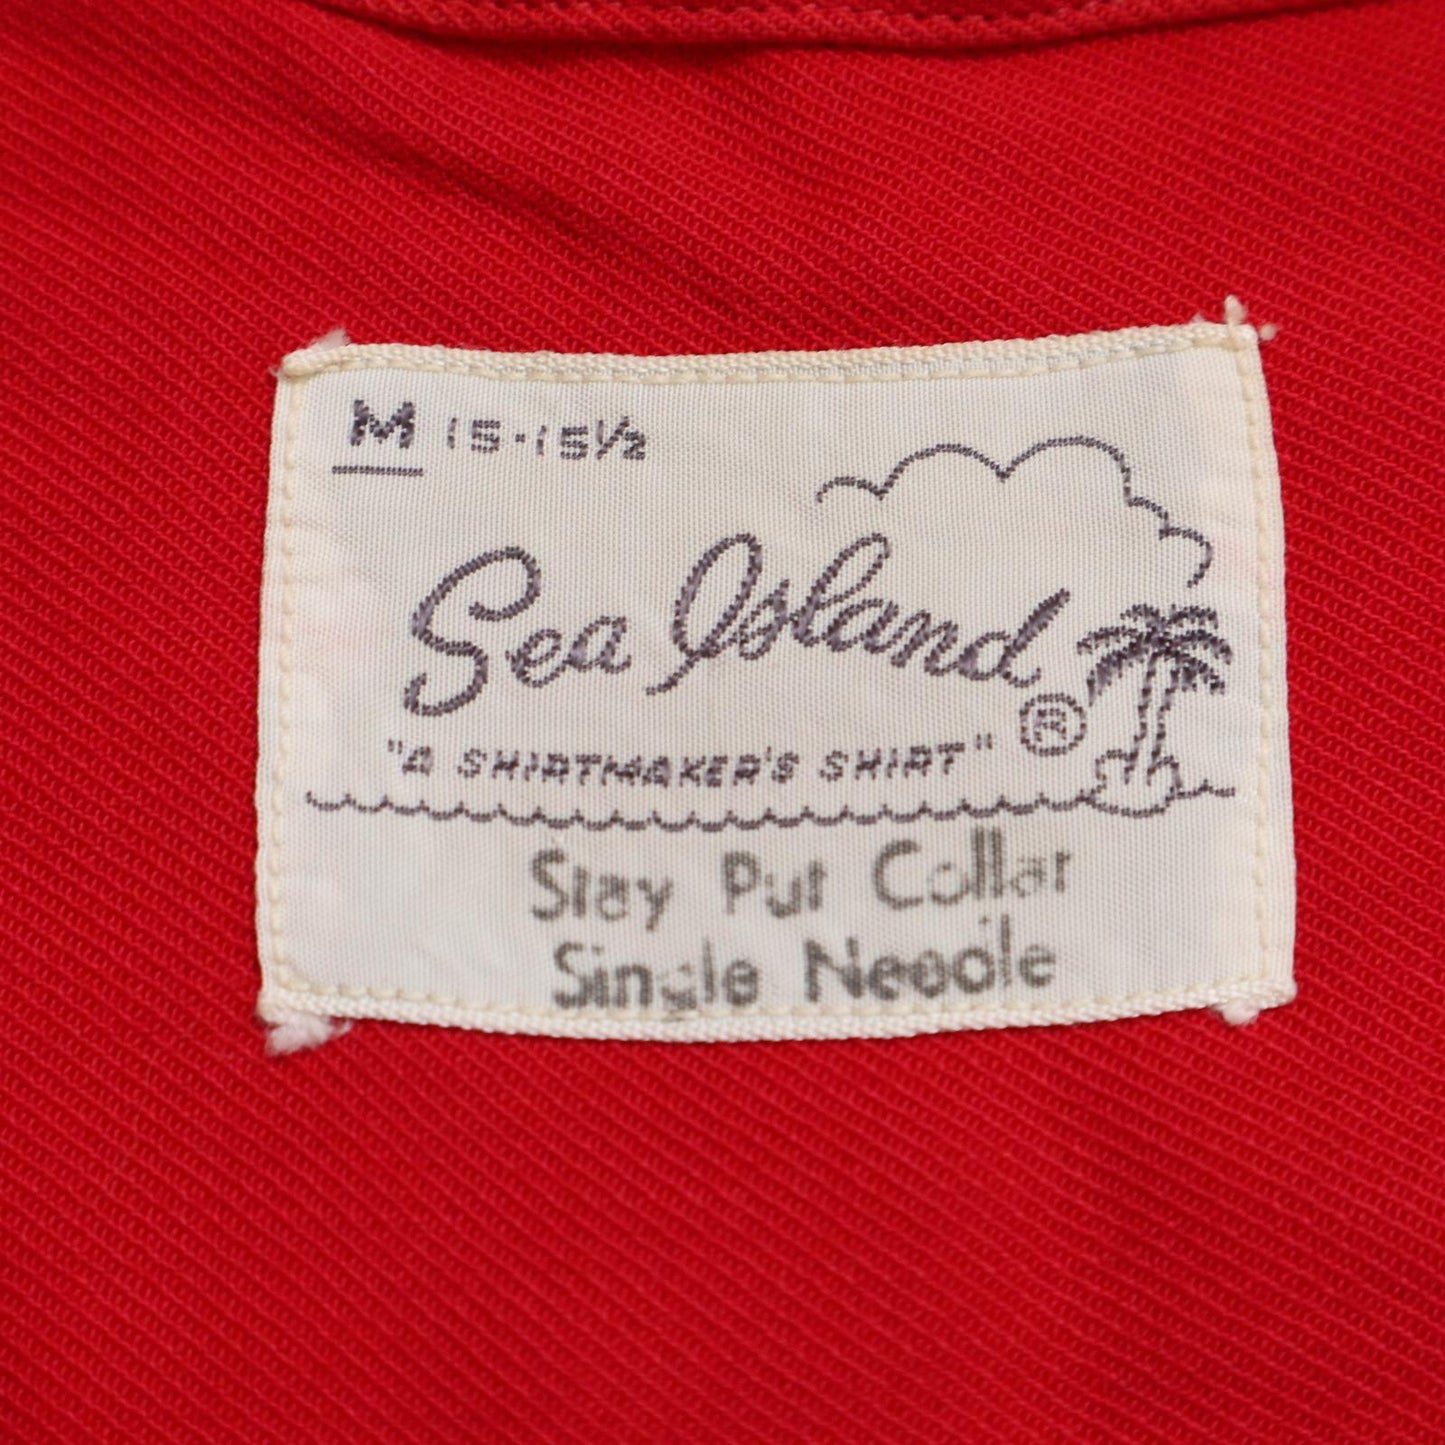 M 15-15½
Sea Island ®
"A SHIRTMAKER'S SHIRT"
Stay Put Collar
Single Needle